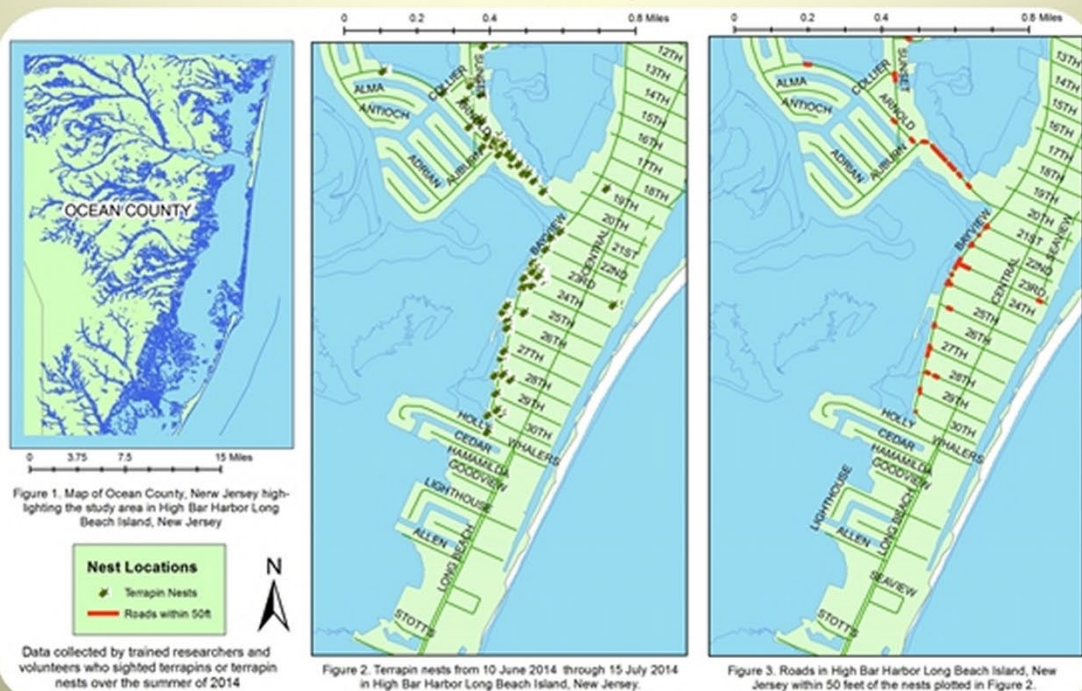 0 0.2 0.4 0.8 Miles
0 0.2 0.4 0.8 Miles
OCEAN COUNTY
0 3.75 7.5 15 Miles
Figure 1. Map of Ocean County, Nerw Jersey high-
lighting the study area in High Bar Harbor Long
Beach Island, New Jersey
Nest Locations
Terrapin Nests
Roads within 50ft
N
Data collected by trained researchers and
volunteers who sighted terrapins or terrapin
nests over the summer of 2014
ALMA
ANTIOCH
COLLIER
SUNSET
ARNOLD
ADRIAN
AUBURN
12TH
13TH
14TH
15TH
16TH
17TH
18TH
19TH
20TH
BAYVIEW
CENTRAL
21ST
22ND
23RD
24TH
25TH
26TH
27TH
28TH
29TH
30TH
HOLLY
CEDAR
WHALERS
HAMAMILDA
GOODVIEW
LIGHTHOUSE
ALLEN
LONG BEACH
STOTTS
Figure 2. Terrapin nests from 10 June 2014 through 15 July 2014
in High Bar Harbor Long Beach Island, New Jersey.
ALMA
ANTIOCH
COLLIER
SUNSET
ARNOLD
ADRIAN
AUBURN
13TH
14TH
15TH
16TH
17TH
18TH
19TH
20TH
SEAVIEW
BAYVIEW
21ST
22ND
CENTRAL
23RD
24TH
25TH
26TH
27TH
28TH
29TH
30TH
HOLLY
CEDAR
WHALERS
HAMAMILDA
GOODVIEW
LIGHTHOUSE
ALLEN
LONG BEACH
SEAVIEW
STOTTS
Figure 3. Roads in High Bar Harbor Long Beach Island, New
Jersey within 50 feet of the nests plotted in Figure 2.